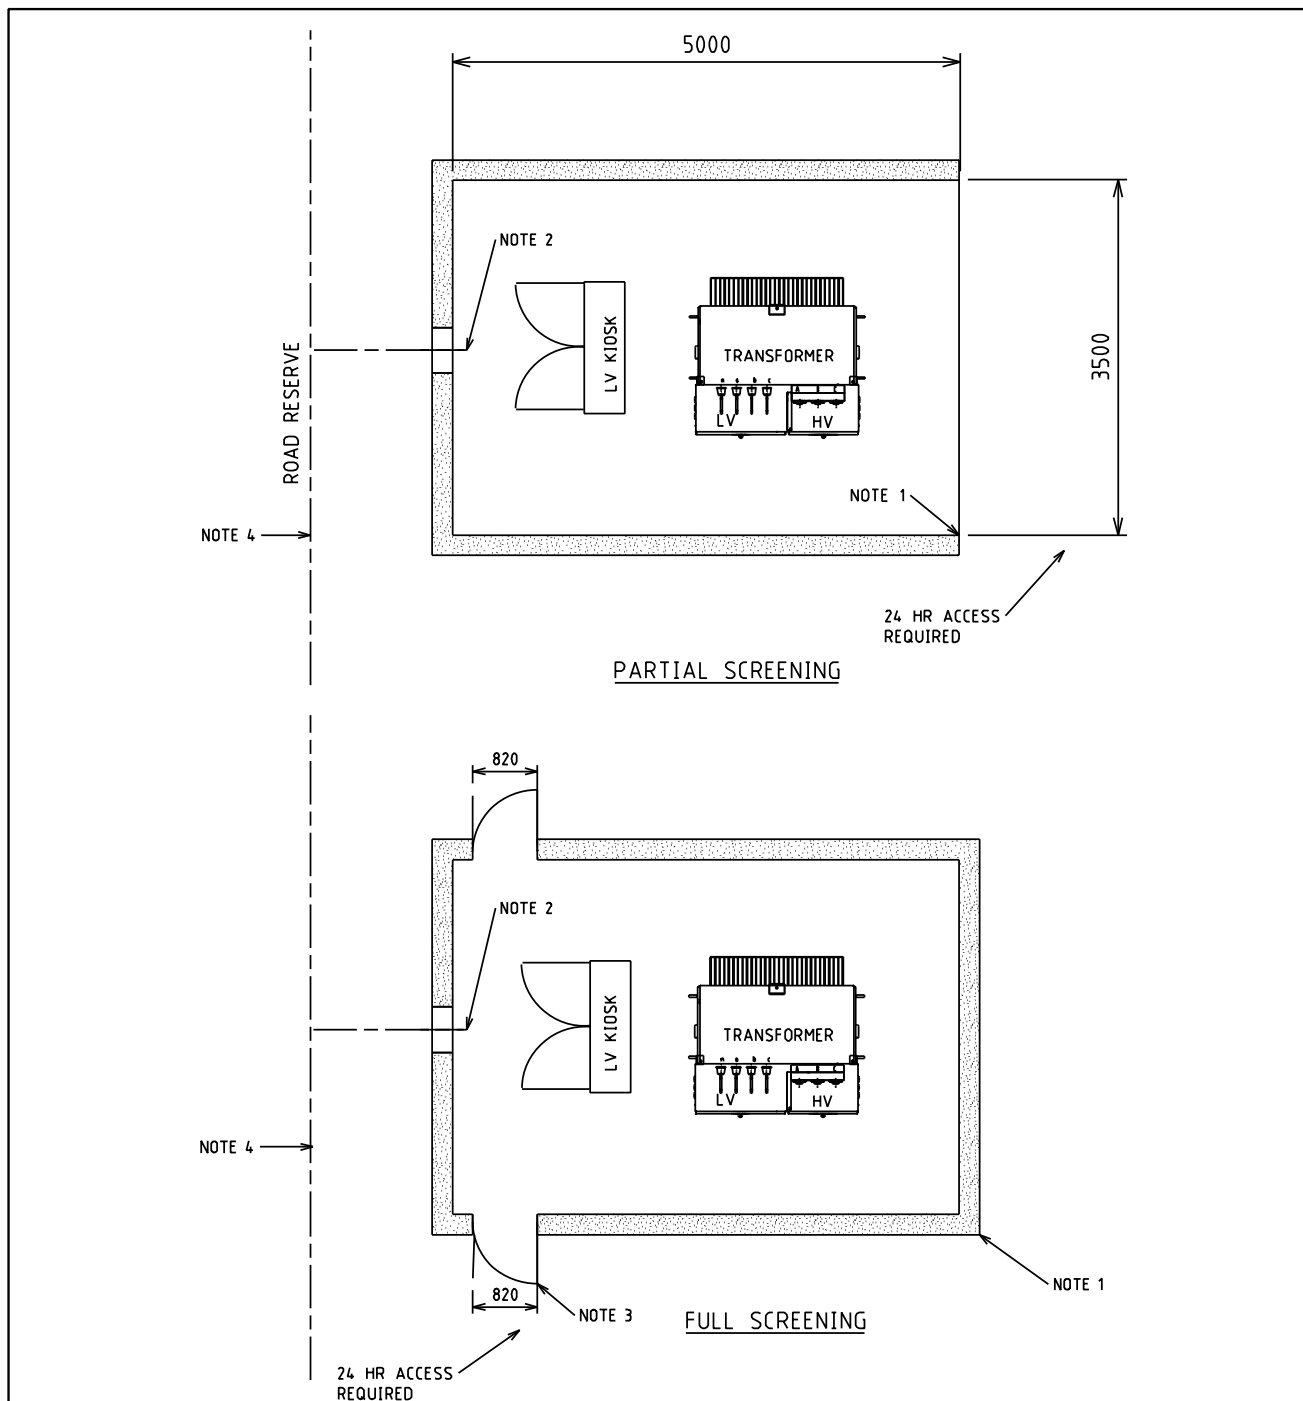 5000
NOTE 2
LV KIOSK
TRANSFORMER
n a b c
LV
HV
3500
ROAD RESERVE
NOTE 1
NOTE 4
24 HR ACCESS
REQUIRED
PARTIAL SCREENING
820
NOTE 2
LV KIOSK
TRANSFORMER
n a b c
LV
HV
NOTE 4
NOTE 1
820
NOTE 3
FULL SCREENING
24 HR ACCESS
REQUIRED